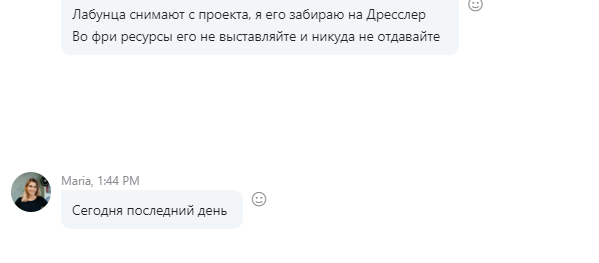 Лабунца снимают с проекта, я его забираю на Дресслер
Во фри ресурсы его не выставляйте и никуда не отдавайте
Maria, 1:44 PM
Сегодня последний день